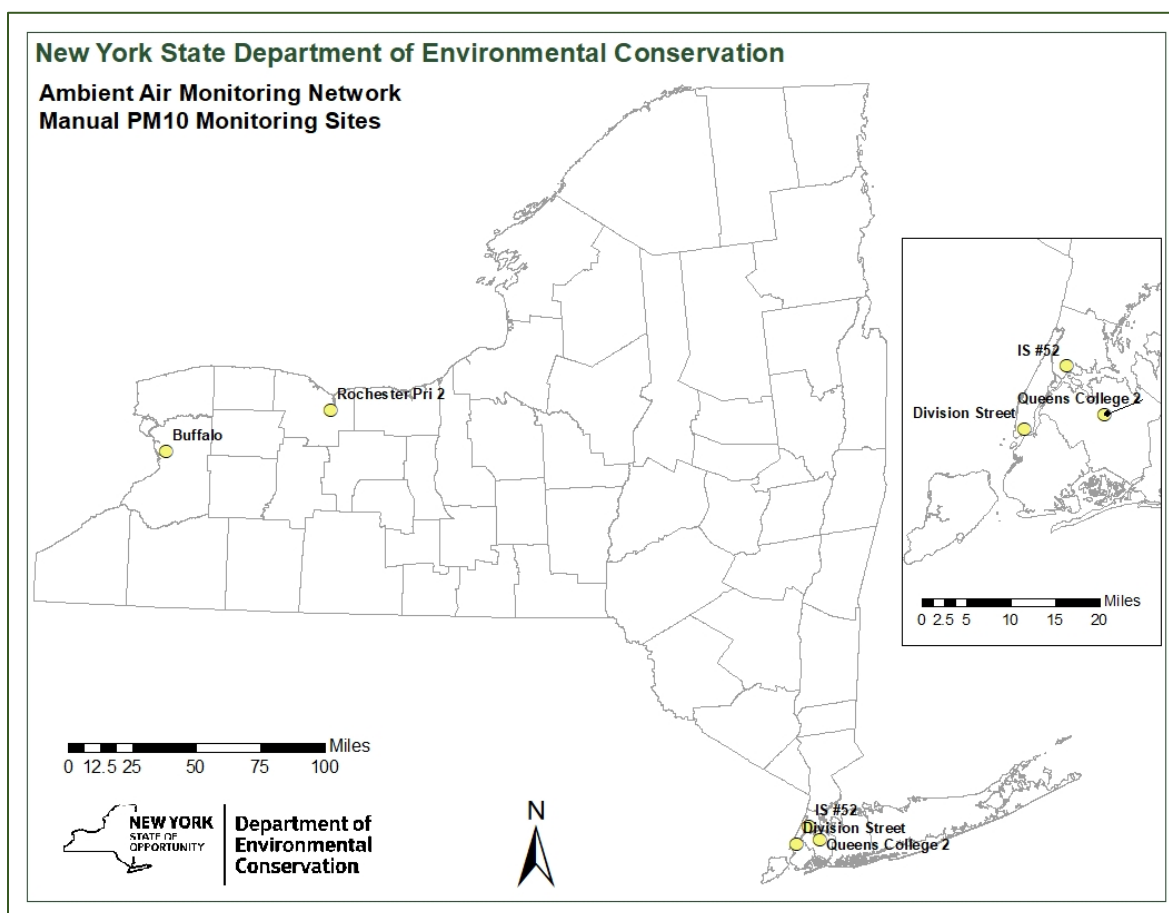 New York State Department of Environmental Conservation
Ambient Air Monitoring Network
Manual PM10 Monitoring Sites
IS #52
Queens College 2
Division Street
Rochester Pri 2
Buffalo
Miles
0 2.5 5 10 15 20
Miles
0 12.5 25 50 75 100
N
IS #52
Division Street
Queens College 2
NEW YORK
STATE OF
OPPORTUNITY
Department of
Environmental
Conservation